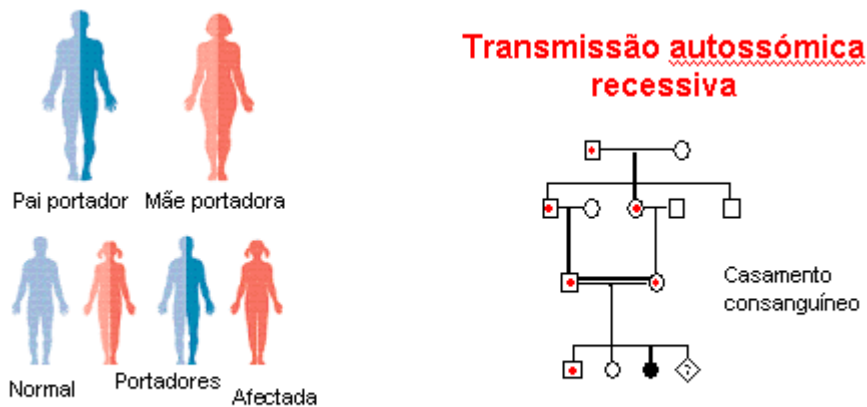 Transmissão autossómica
recessiva
Pai portador
Mãe portadora
Casamento
consanguíneo
Normal
Portadores
Afectada
?